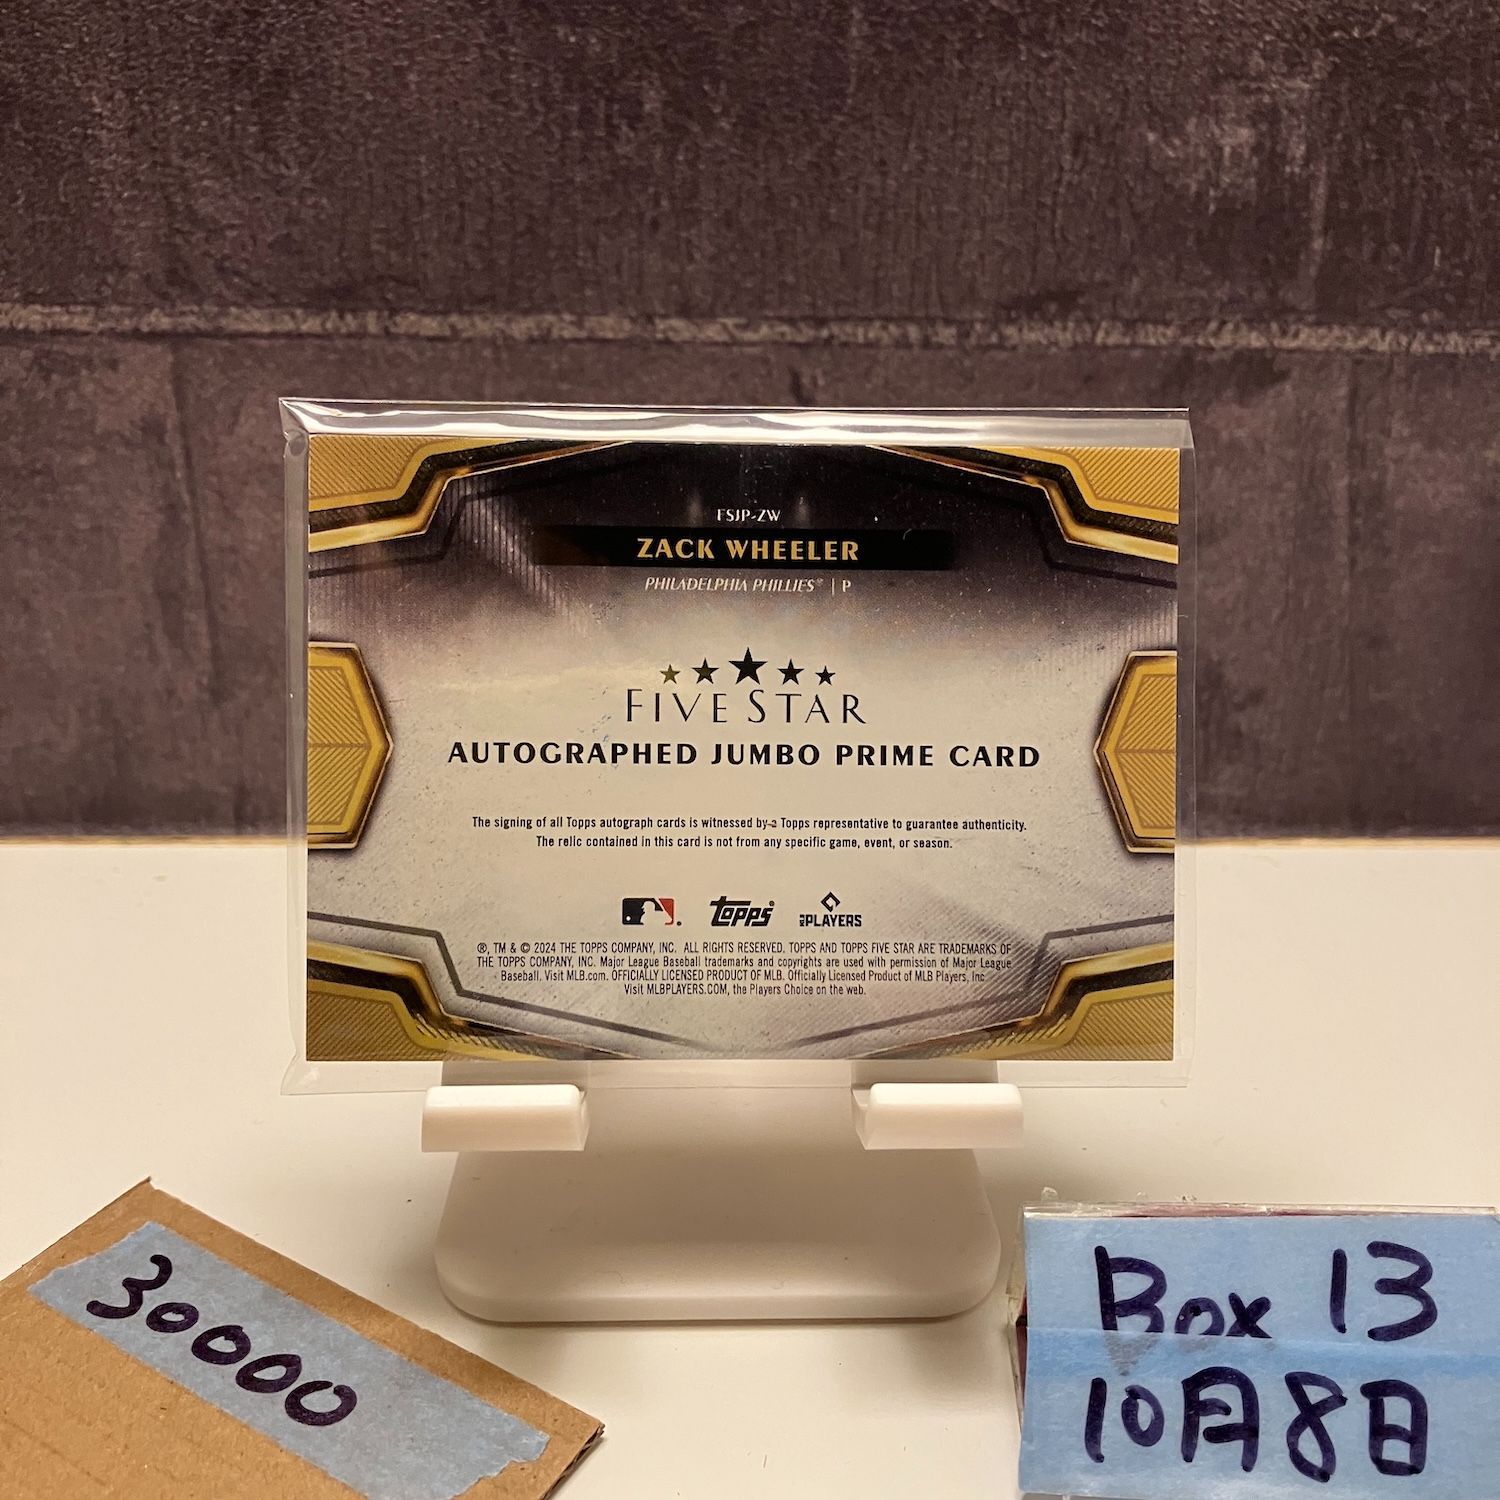 FSJP-ZW
ZACK WHEELER
PHILADELPHIA PHILLIES® | P
FIVE STAR
AUTOGRAPHED JUMBO PRIME CARD
The signing of all Topps autograph cards is witnessed by a Topps representative to guarantee authenticity.
The relic contained in this card is not from any specific game, event, or season.
topps
MLB PLAYERS
®, TM & © 2024 THE TOPPS COMPANY, INC. ALL RIGHTS RESERVED. TOPPS AND TOPPS FIVE STAR ARE TRADEMARKS OF
THE TOPPS COMPANY, INC. Major League Baseball trademarks and copyrights are used with permission of Major League
Baseball. Visit MLB.com. OFFICIALLY LICENSED PRODUCT OF MLB. Officially Licensed Product of MLB Players, Inc.
Visit MLBPLAYERS.COM, the Players Choice on the web.
30000
Box 13
10月8日